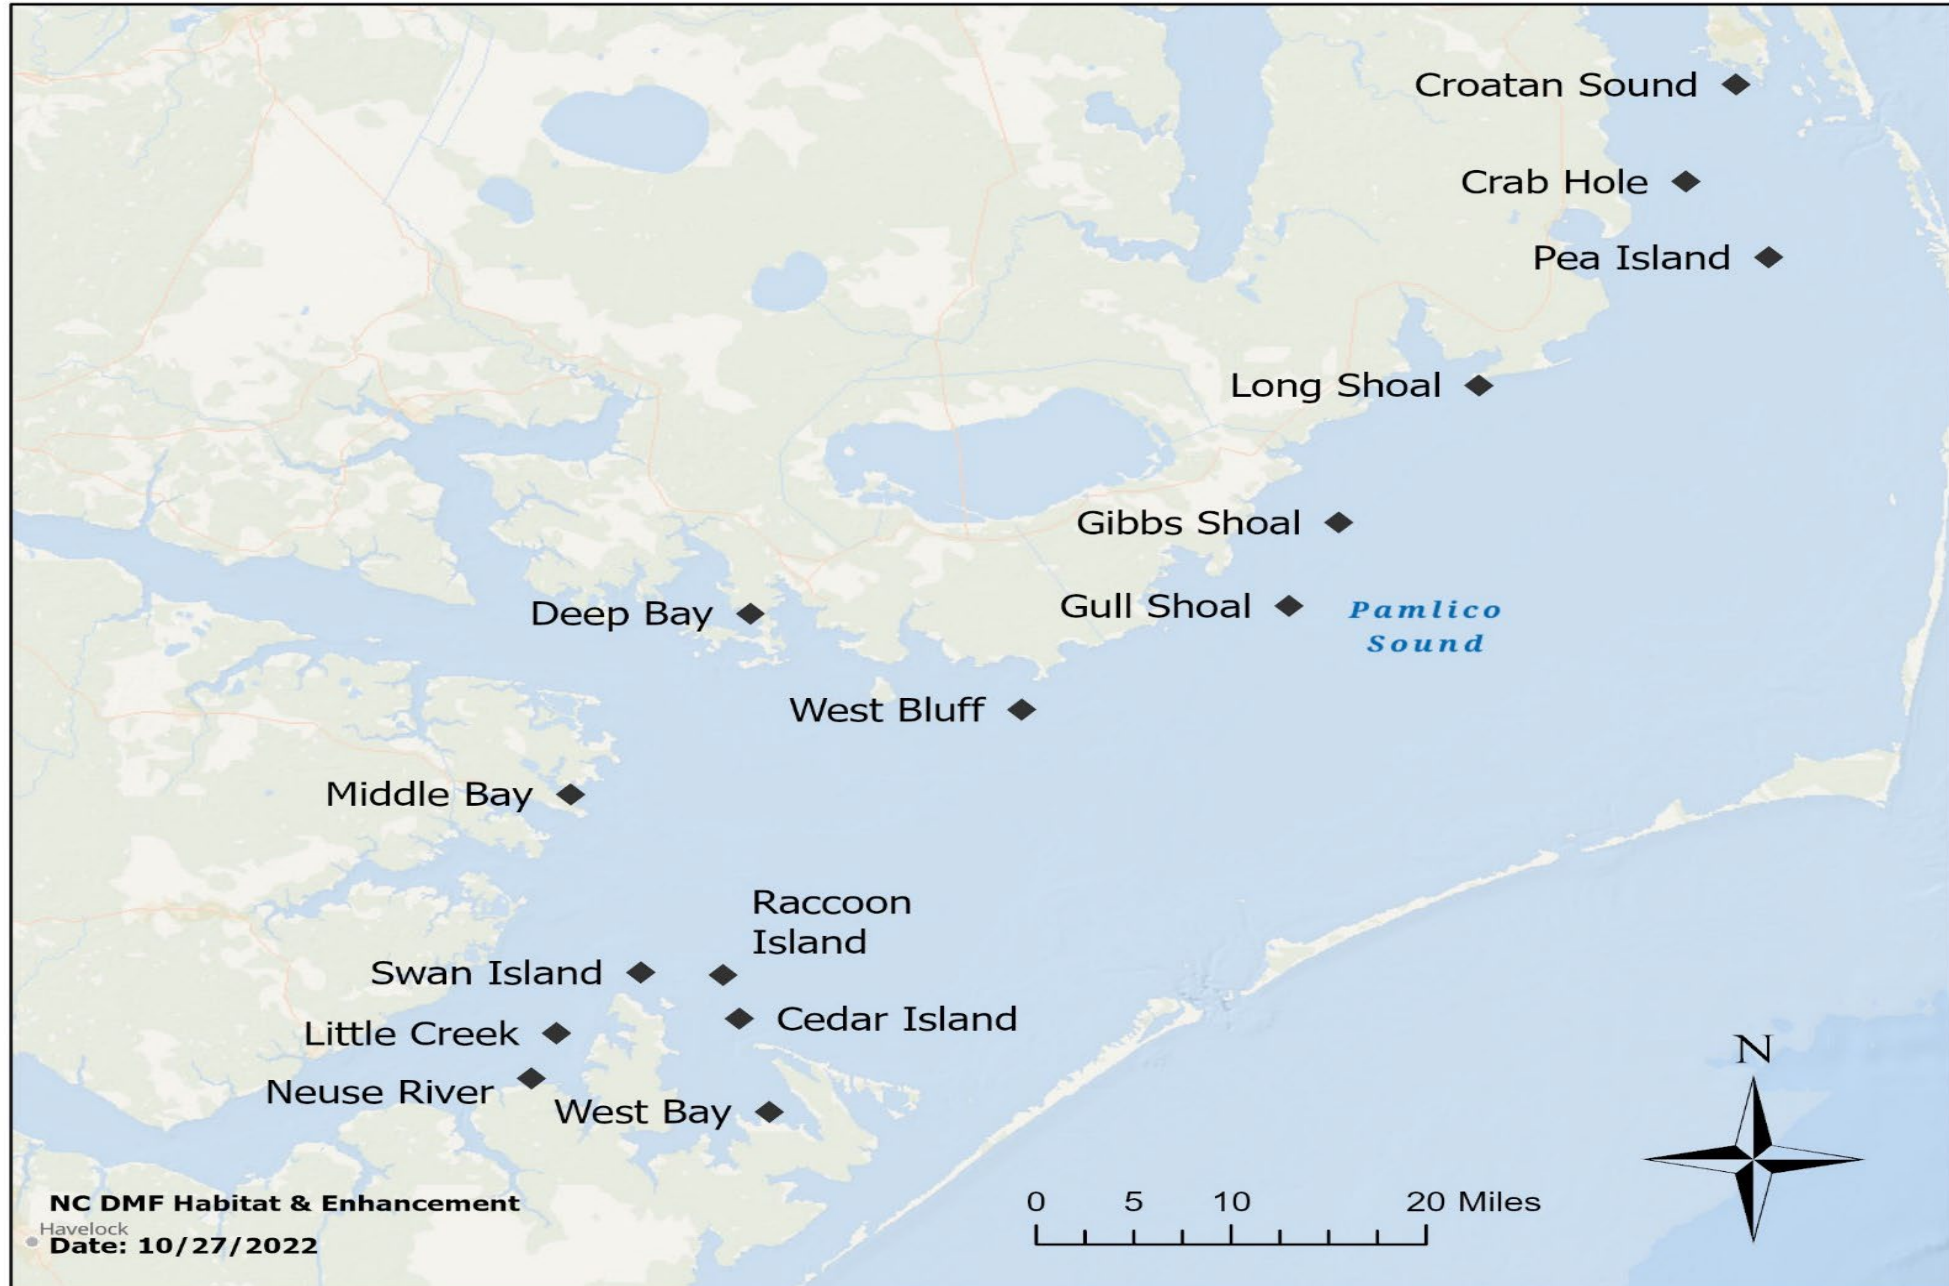 Croatan Sound
Crab Hole
Pea Island
Long Shoal
Gibbs Shoal
Gull Shoal
Pamlico
Sound
Deep Bay
West Bluff
Middle Bay
Raccoon
Island
Swan Island
Cedar Island
Little Creek
Neuse River
West Bay
N
0 5 10 20 Miles
NC DMF Habitat & Enhancement
Havelock
Date: 10/27/2022